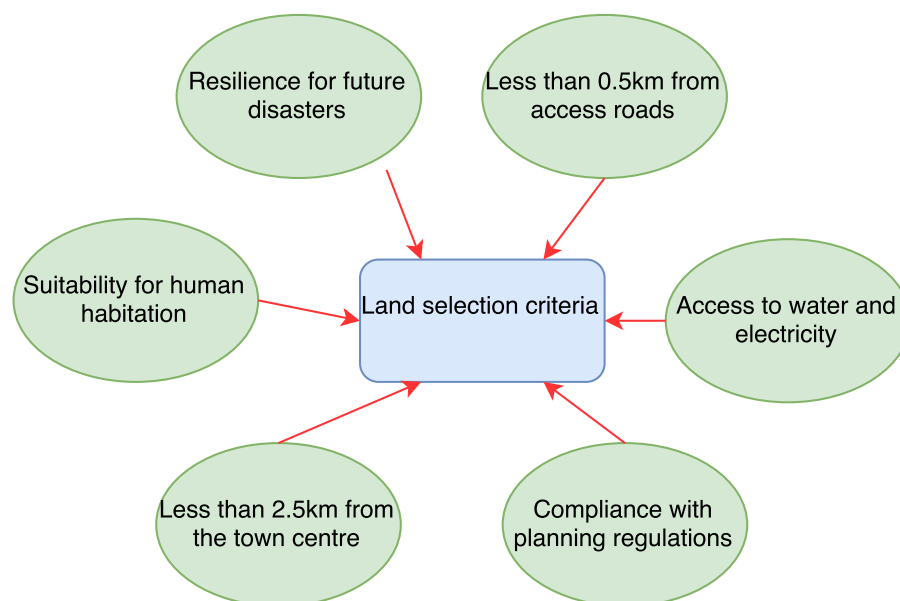 Resilience for future
disasters
Less than 0.5km from
access roads
Suitability for human
habitation
Land selection criteria
Access to water and
electricity
Less than 2.5km from
the town centre
Compliance with
planning regulations